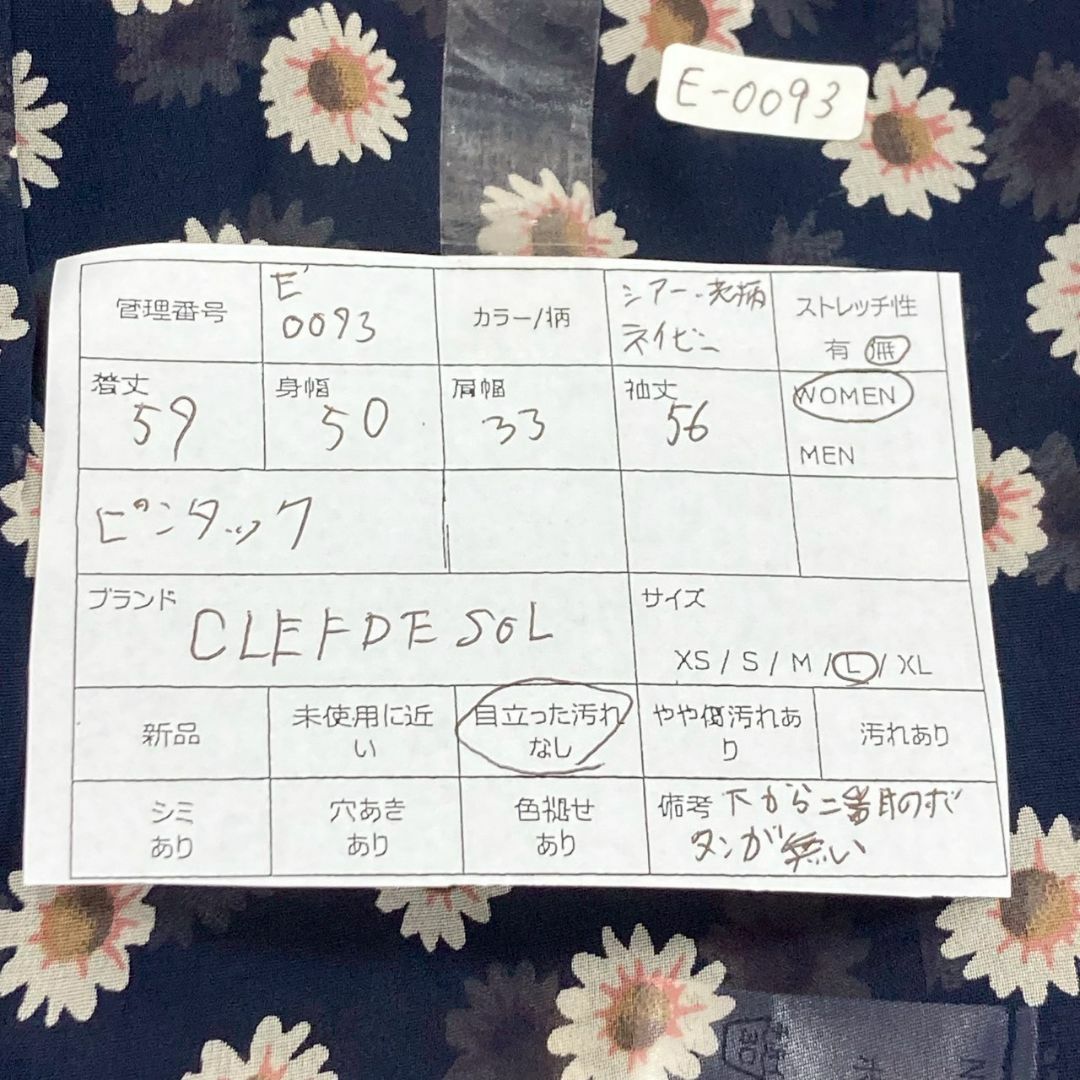 E-0093
管理番号
E'
0093
カラー/柄
シアー・花柄
ネイビー
ストレッチ性
有 無
着丈
59
身幅
50
肩幅
33
袖丈
56
WOMEN
MEN
ピンタック
ブランド
CLEFDESOL
サイズ
XS / S / M / L / XL
新品
未使用に近
い
目立った汚れ
なし
やや傷汚れあ
り
汚れあり
シミ
あり
穴あき
あり
色褪せ
あり
備考 下から二番目のボ
タンが無い